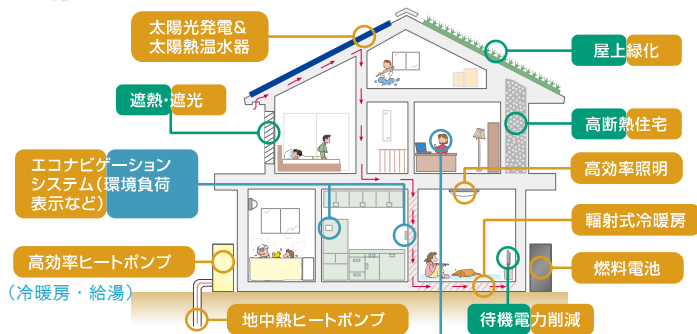 太陽光発電&
太陽熱温水器
屋上緑化
遮熱・遮光
高断熱住宅
エコナビゲーション
システム(環境負荷
表示など)
高効率照明
輻射式冷暖房
高効率ヒートポンプ
(冷暖房・給湯)
燃料電池
地中熱ヒートポンプ
待機電力削減